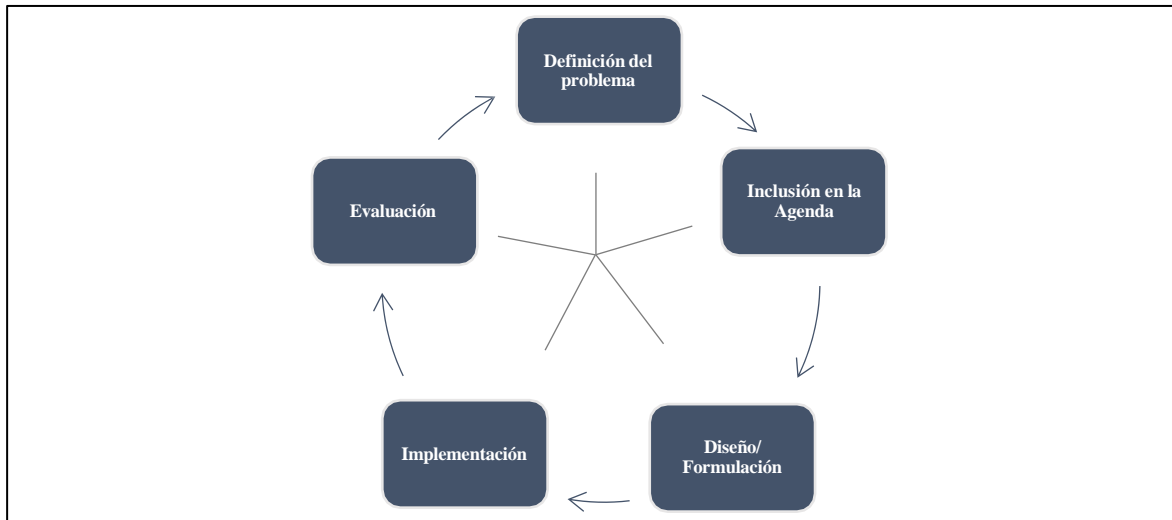 Definición del
problema
Inclusión en la
Agenda
Diseño/
Formulación
Implementación
Evaluación